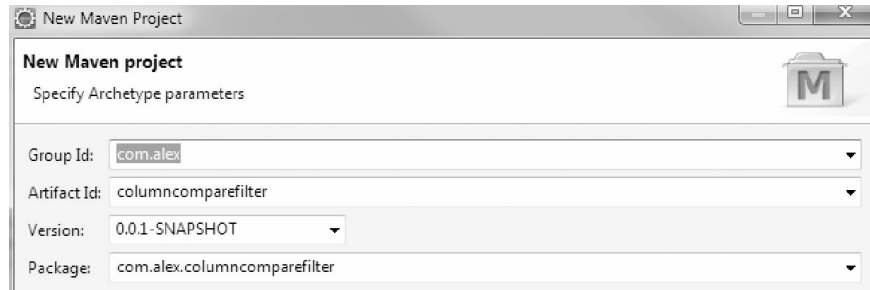 New Maven Project
New Maven project
Specify Archetype parameters
M
Group Id: com.alex
Artifact Id: columncomparefilter
Version: 0.0.1-SNAPSHOT
Package: com.alex.columncomparefilter